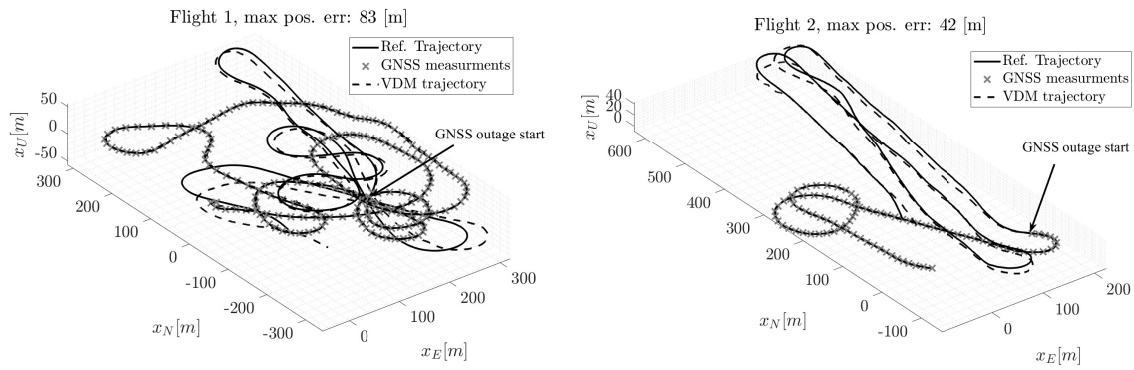 Flight 1, max pos. err: 83 [m]
Ref. Trajectory
GNSS measurments
VDM trajectory
GNSS outage start
x_U[m]
50
0
-50
300
200
100
0
-100
-200
-300
x_N[m]
0
0
100
200
300
x_E[m]
Flight 2, max pos. err: 42 [m]
Ref. Trajectory
GNSS measurments
VDM trajectory
GNSS outage start
x_U[m]
40
20
0
600
500
400
300
200
100
0
-100
x_N[m]
0
100
200
x_E[m]